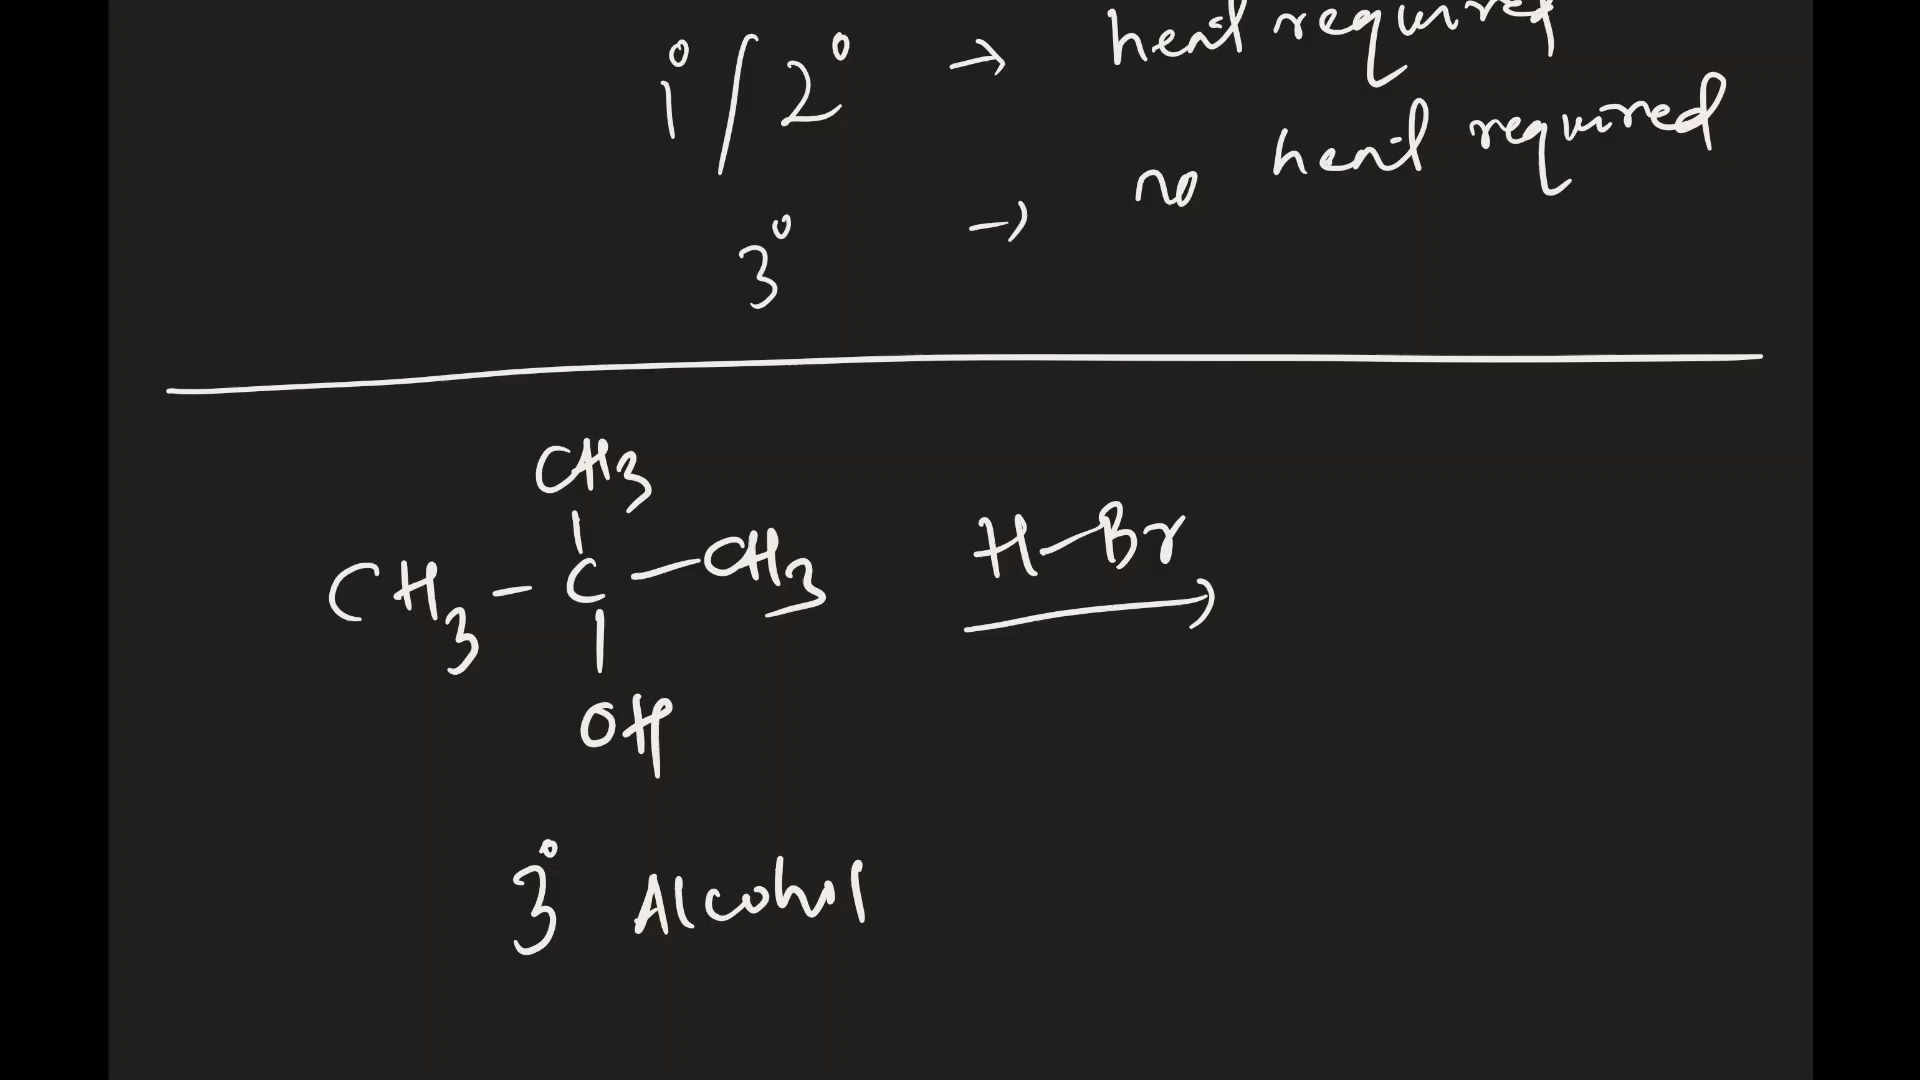 1° / 2° → heat required
3° → no heat required
CH3
CH3 - C - CH3
OH
H-Br
3° Alcohol